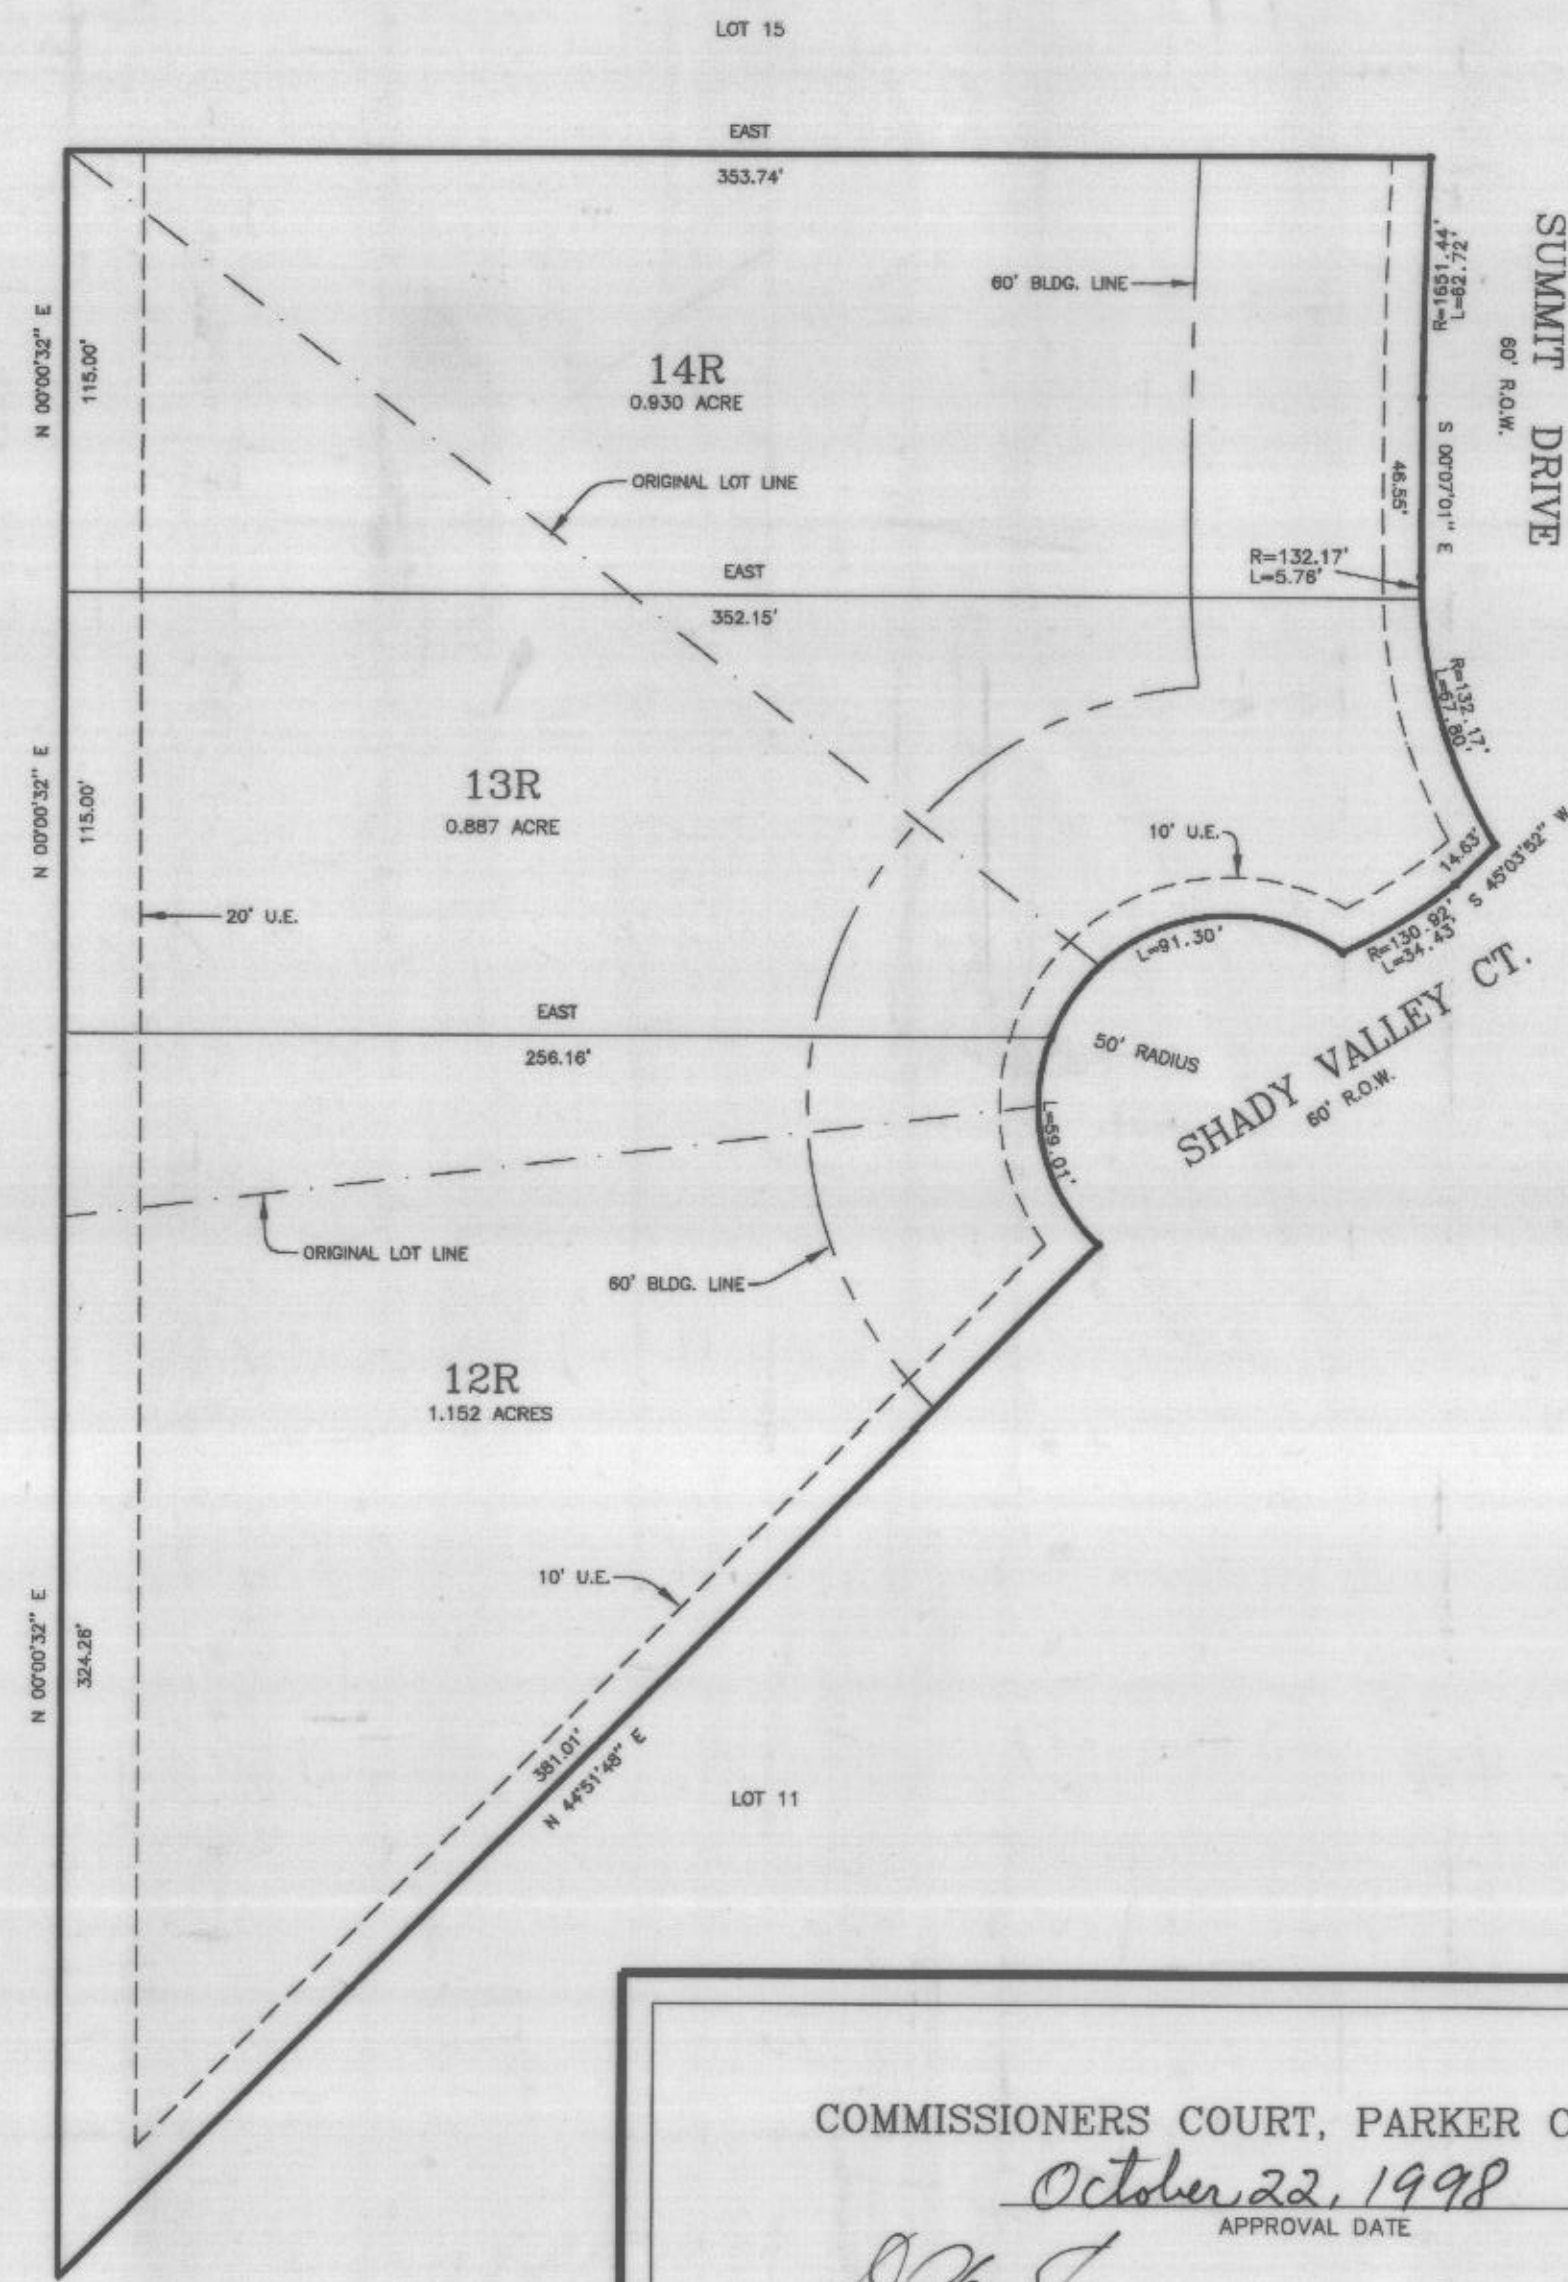 LOT 15
EAST
353.74'
SUMMIT DRIVE
60' R.O.W.
R=1651.44'
L=62.72'
60' BLDG. LINE
N 00°00'32" E
115.00'
14R
0.930 ACRE
ORIGINAL LOT LINE
S 00°07'01" E
46.55'
R=132.17'
L=5.76'
EAST
352.15'
R=132.17'
L=67.80'
N 00°00'32" E
115.00'
13R
0.887 ACRE
10' U.E.
14.63'
S 45°03'52" W
R=130.92'
L=34.43'
20' U.E.
L=91.30'
EAST
256.16'
50' RADIUS
SHADY VALLEY CT.
60' R.O.W.
L=59.01'
ORIGINAL LOT LINE
60' BLDG. LINE
12R
1.152 ACRES
10' U.E.
N 00°00'32" E
324.26'
381.01'
N 44°51'48" E
LOT 11
COMMISSIONERS COURT, PARKER C
October 22, 1998
APPROVAL DATE